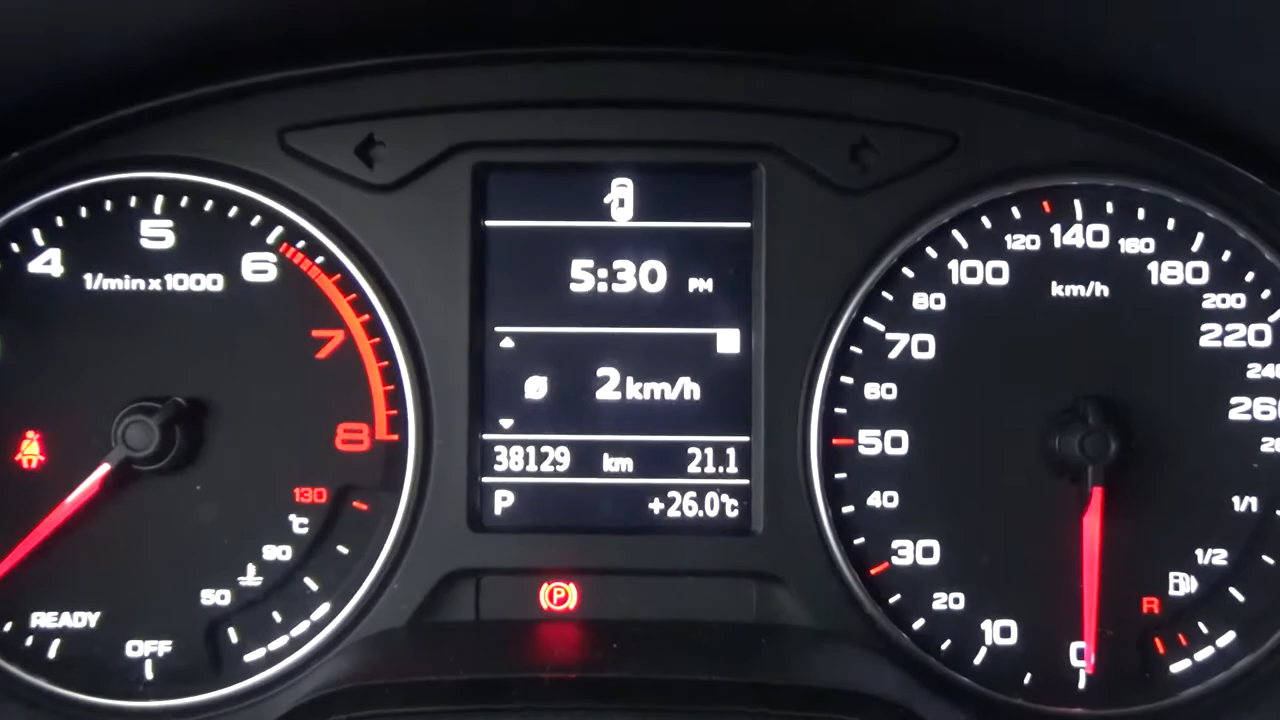 4 5 6 7 8
1/min x 1000
130
°C
90
50
READY
OFF
5:30 PM
Ø 2 km/h
38129 km 21.1
P +26.0°C
P
0 10 20 30 40 50 60 70 80 100 120 140 160 180 200 220
km/h
260
1/1
1/2
R